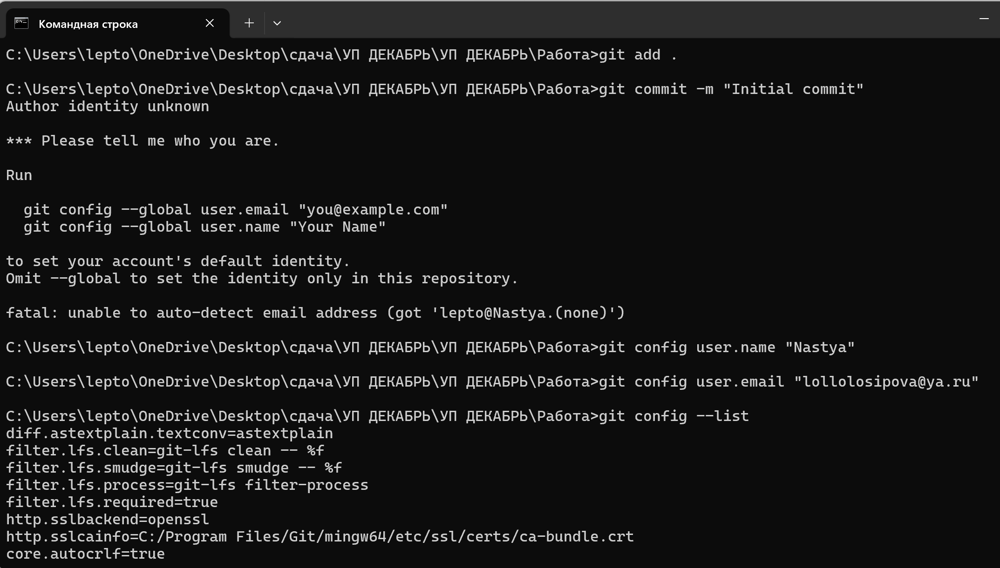 Командная строка
C:\Users\lepto\OneDrive\Desktop\сдача\УП ДЕКАБРЬ\УП ДЕКАБРЬ\Работа>git add .
C:\Users\lepto\OneDrive\Desktop\сдача\УП ДЕКАБРЬ\УП ДЕКАБРЬ\Работа>git commit -m "Initial commit"
Author identity unknown
*** Please tell me who you are.
Run
git config --global user.email "you@example.com"
git config --global user.name "Your Name"
to set your account's default identity.
Omit --global to set the identity only in this repository.
fatal: unable to auto-detect email address (got 'lepto@Nastya.(none)')
C:\Users\lepto\OneDrive\Desktop\сдача\УП ДЕКАБРЬ\УП ДЕКАБРЬ\Работа>git config user.name "Nastya"
C:\Users\lepto\OneDrive\Desktop\сдача\УП ДЕКАБРЬ\УП ДЕКАБРЬ\Работа>git config user.email "lollolosipova@ya.ru"
C:\Users\lepto\OneDrive\Desktop\сдача\УП ДЕКАБРЬ\УП ДЕКАБРЬ\Работа>git config --list
diff.astextplain.textconv=astextplain
filter.lfs.clean=git-lfs clean -- %f
filter.lfs.smudge=git-lfs smudge -- %f
filter.lfs.process=git-lfs filter-process
filter.lfs.required=true
http.sslbackend=openssl
http.sslcainfo=C:/Program Files/Git/mingw64/etc/ssl/certs/ca-bundle.crt
core.autocrlf=true